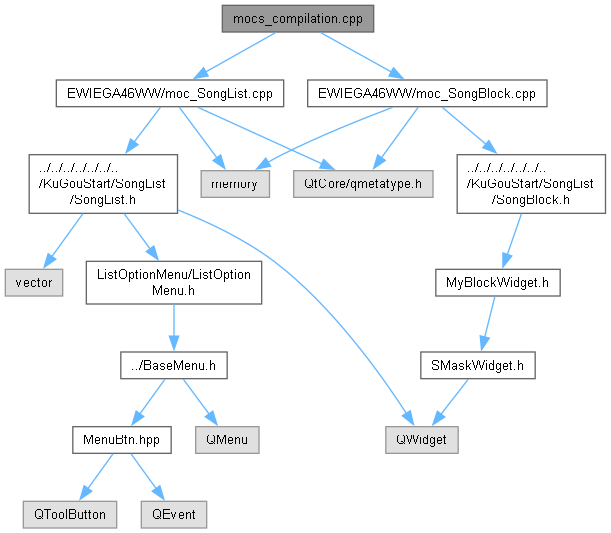 mocs_compilation.cpp
EWIEGA46WW/moc_SongList.cpp
EWIEGA46WW/moc_SongBlock.cpp
../../../../../../..
/KuGouStart/SongList
/SongList.h
memory
QtCore/qmetatype.h
../../../../../../..
/KuGouStart/SongList
/SongBlock.h
vector
ListOptionMenu/ListOption
Menu.h
MyBlockWidget.h
../BaseMenu.h
SMaskWidget.h
MenuBtn.hpp
QMenu
QWidget
QToolButton
QEvent